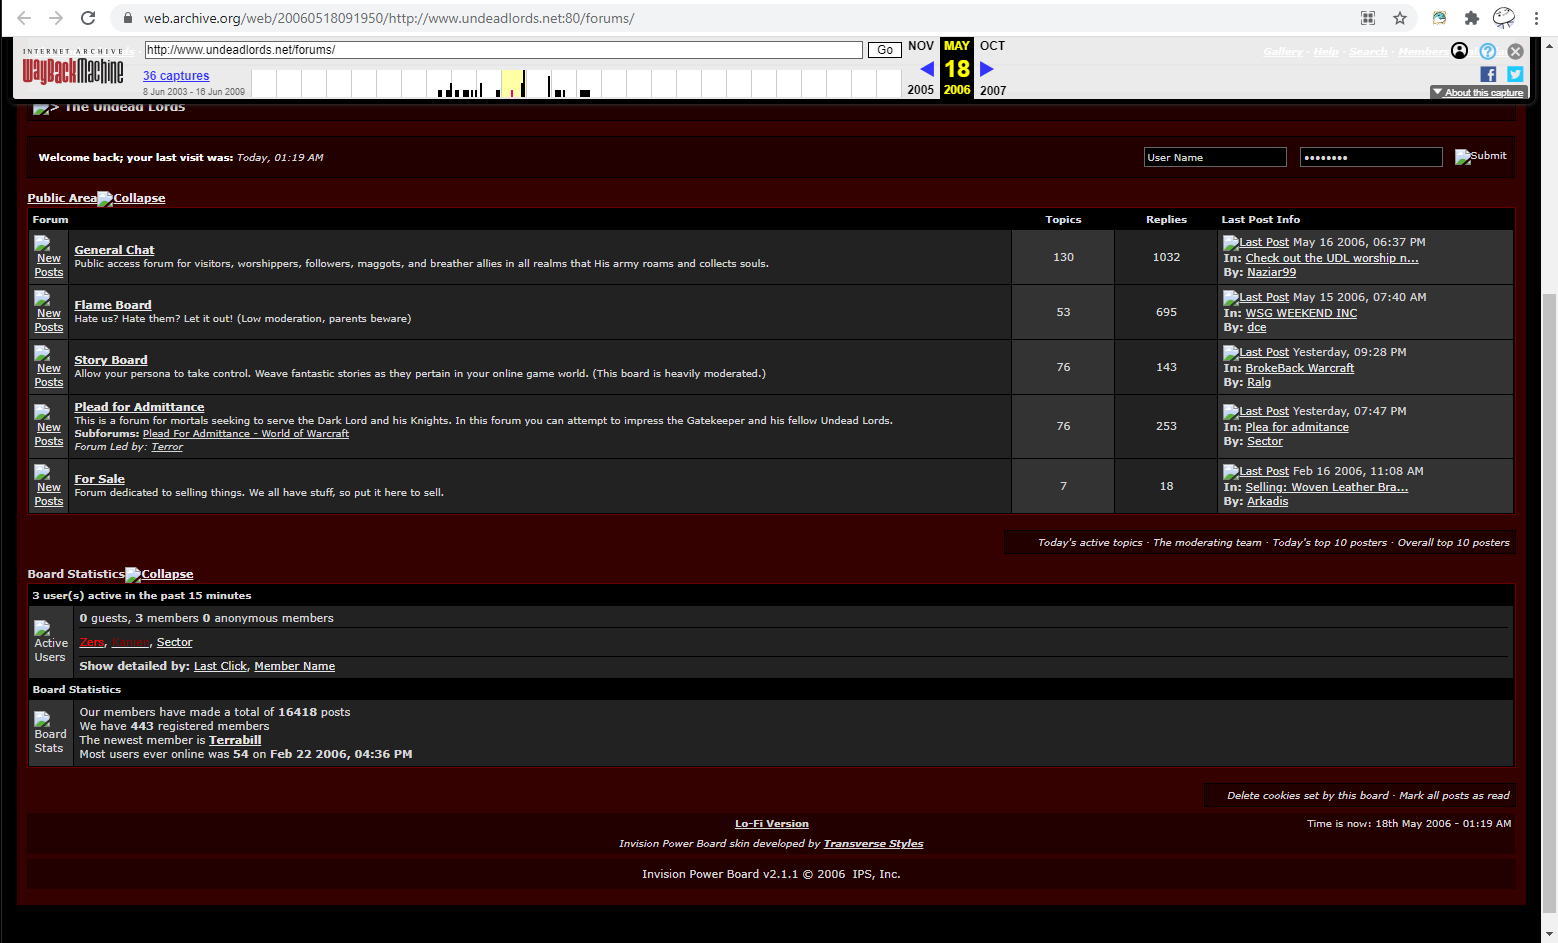 web.archive.org/web/20060518091950/http://www.undeadlords.net:80/forums/
INTERNET ARCHIVE
WayBackMachine
http://www.undeadlords.net/forums/
Go
NOV MAY OCT
Gallery · Help · Search · Members
36 captures
8 Jun 2003 - 16 Jun 2009
18
2005 2006 2007
About this capture
> The Undead Lords
Welcome back; your last visit was: Today, 01:19 AM
User Name
••••••••
Submit
Public Area Collapse
Forum Topics Replies Last Post Info
New Posts
General Chat
Public access forum for visitors, worshippers, followers, maggots, and breather allies in all realms that His army roams and collects souls.
130 1032
Last Post May 16 2006, 06:37 PM
In: Check out the UDL worship n...
By: Naziar99
New Posts
Flame Board
Hate us? Hate them? Let it out! (Low moderation, parents beware)
53 695
Last Post May 15 2006, 07:40 AM
In: WSG WEEKEND INC
By: dce
New Posts
Story Board
Allow your persona to take control. Weave fantastic stories as they pertain in your online game world. (This board is heavily moderated.)
76 143
Last Post Yesterday, 09:28 PM
In: BrokeBack Warcraft
By: Ralg
New Posts
Plead for Admittance
This is a forum for mortals seeking to serve the Dark Lord and his Knights. In this forum you can attempt to impress the Gatekeeper and his fellow Undead Lords.
Subforums: Plead For Admittance - World of Warcraft
Forum Led by: Terror
76 253
Last Post Yesterday, 07:47 PM
In: Plea for admitance
By: Sector
New Posts
For Sale
Forum dedicated to selling things. We all have stuff, so put it here to sell.
7 18
Last Post Feb 16 2006, 11:08 AM
In: Selling: Woven Leather Bra...
By: Arkadis
Today's active topics · The moderating team · Today's top 10 posters · Overall top 10 posters
Board Statistics Collapse
3 user(s) active in the past 15 minutes
Active Users
0 guests, 3 members 0 anonymous members
Zers, Kanien, Sector
Show detailed by: Last Click, Member Name
Board Statistics
Board Stats
Our members have made a total of 16418 posts
We have 443 registered members
The newest member is Terrabill
Most users ever online was 54 on Feb 22 2006, 04:36 PM
Delete cookies set by this board · Mark all posts as read
Lo-Fi Version
Time is now: 18th May 2006 - 01:19 AM
Invision Power Board skin developed by Transverse Styles
Invision Power Board v2.1.1 © 2006 IPS, Inc.